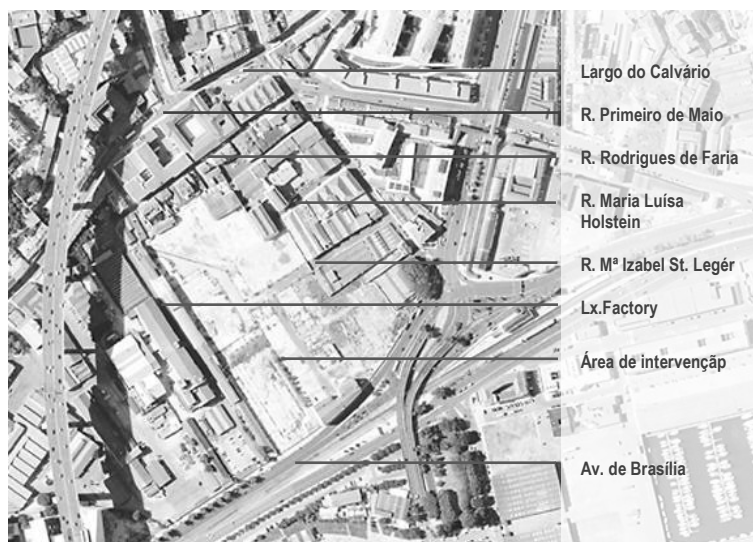 Largo do Calvário
R. Primeiro de Maio
R. Rodrigues de Faria
R. Maria Luísa
Holstein
R. Mª Izabel St. Legér
Lx.Factory
Área de intervençãp
Av. de Brasília